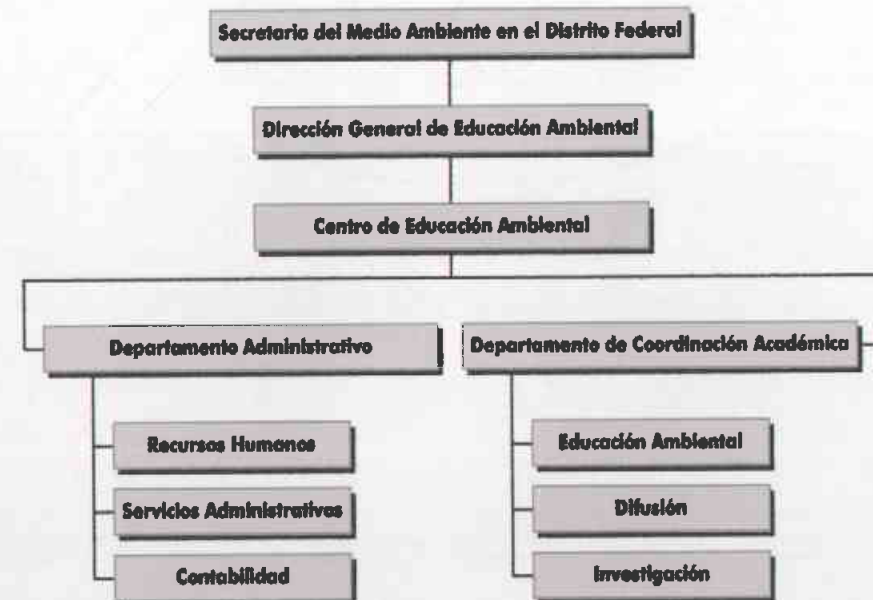 Secretaria del Medio Ambiente en el Distrito Federal
Dirección General de Educación Ambiental
Centro de Educación Ambiental
Departamento Administrativo
Recursos Humanos
Servicios Administrativos
Contabilidad
Departamento de Coordinación Académica
Educación Ambiental
Difusión
Investigación